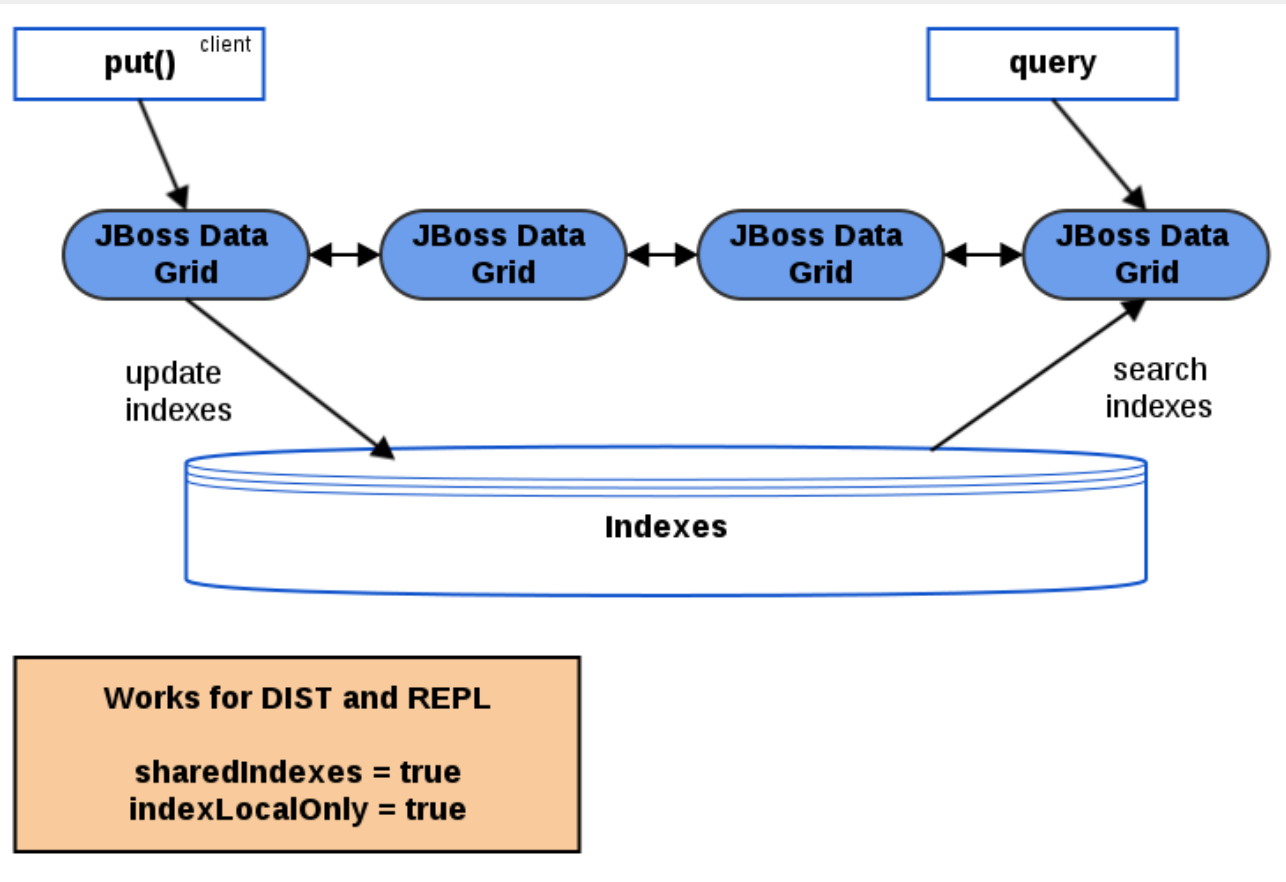 client
put()
query
JBoss Data
Grid
JBoss Data
Grid
JBoss Data
Grid
JBoss Data
Grid
update
indexes
search
indexes
Indexes
Works for DIST and REPL
sharedIndexes = true
indexLocalOnly = true